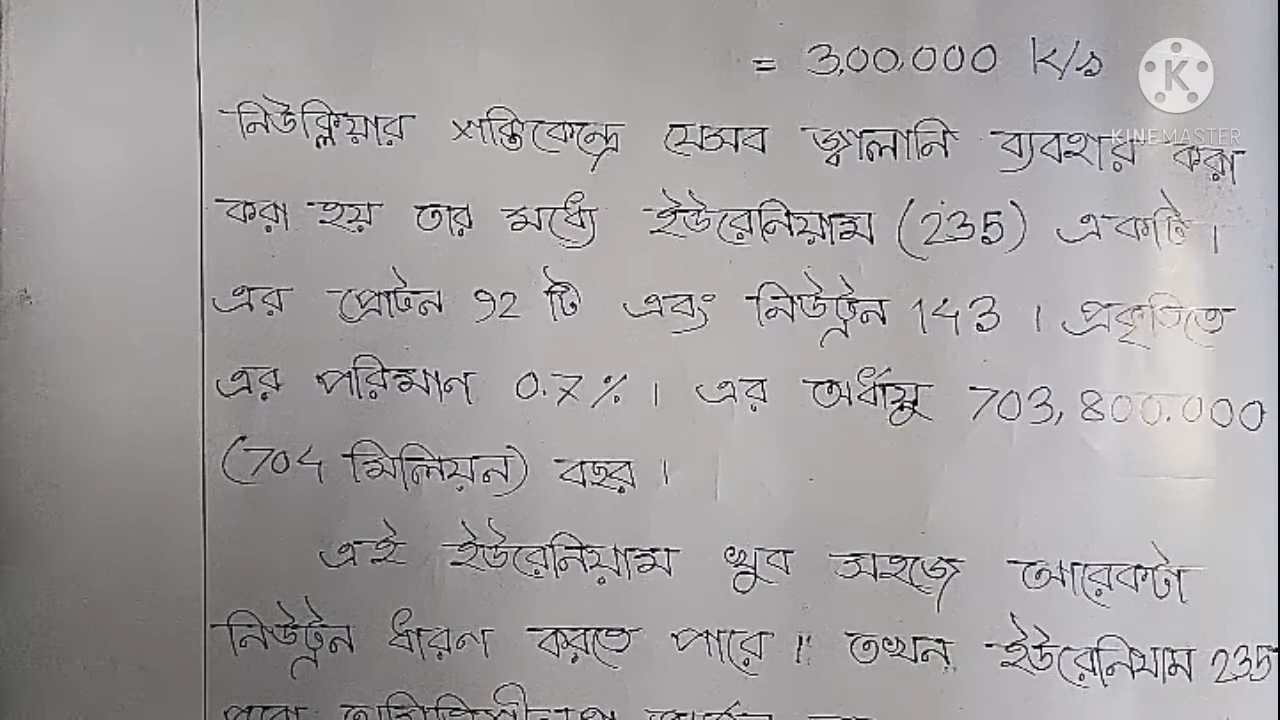 = 3,00.000 k/s
K
KINEMASTER
নিউক্লিয়ার শক্তিকেন্দ্রে যেসব জ্বালানি ব্যবহার করা
করা হয় তার মধ্যে ইউরেনিয়াম (235) একটি।
এর প্রোটন 92 টি এবং নিউট্রন 143 । প্রকৃতিতে
এর পরিমান 0.7%. । এর অর্ধায়ু 703,800.000
(704 মিলিয়ন) বছর ।
এই ইউরেনিয়াম খুব সহজে আরেকটা
নিউট্রন ধারণ করতে পারে । তখন ইউরেনিয়াম 235